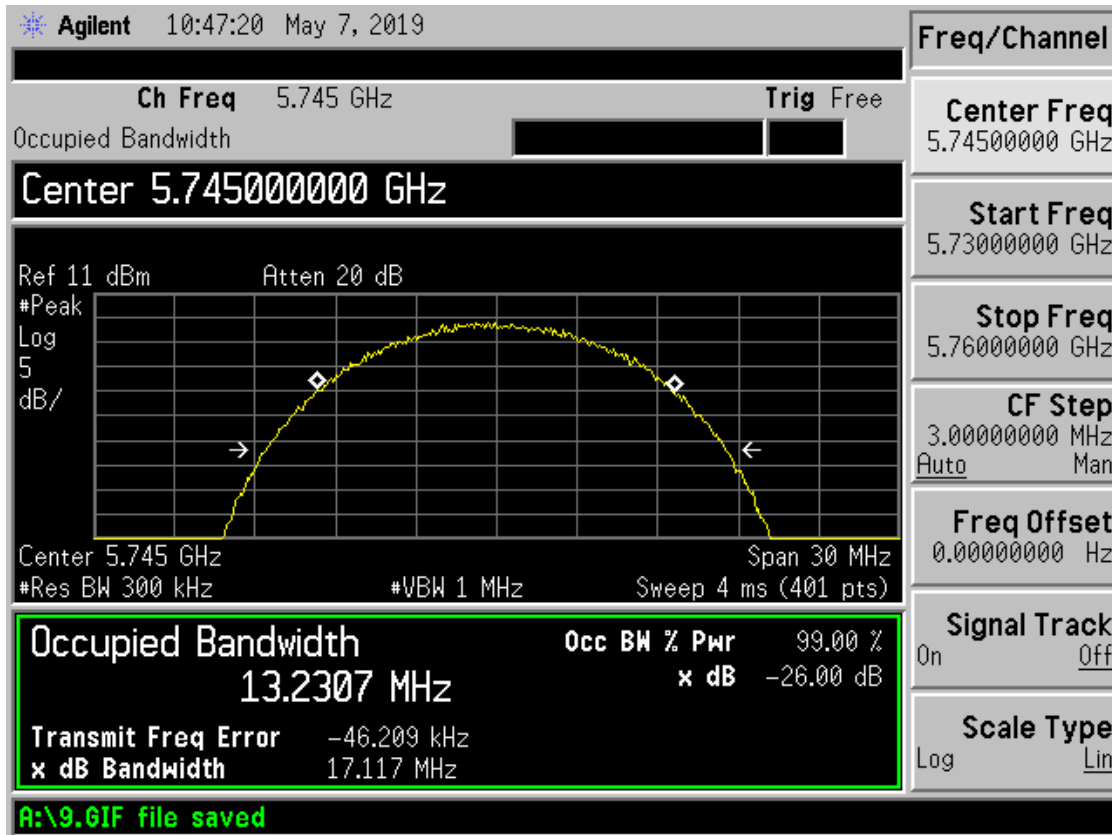 Agilent 10:47:20 May 7, 2019
Ch Freq 5.745 GHz Trig Free
Occupied Bandwidth
Center 5.745000000 GHz
Ref 11 dBm Atten 20 dB
#Peak
Log
5
dB/
Center 5.745 GHz Span 30 MHz
#Res BW 300 kHz #VBW 1 MHz Sweep 4 ms (401 pts)
Occupied Bandwidth Occ BW % Pwr 99.00 %
13.2307 MHz x dB -26.00 dB
Transmit Freq Error -46.209 kHz
x dB Bandwidth 17.117 MHz
A:\9.GIF file saved
Freq/Channel
Center Freq
5.74500000 GHz
Start Freq
5.73000000 GHz
Stop Freq
5.76000000 GHz
CF Step
3.00000000 MHz
Auto Man
Freq Offset
0.00000000 Hz
Signal Track
On Off
Scale Type
Log Lin